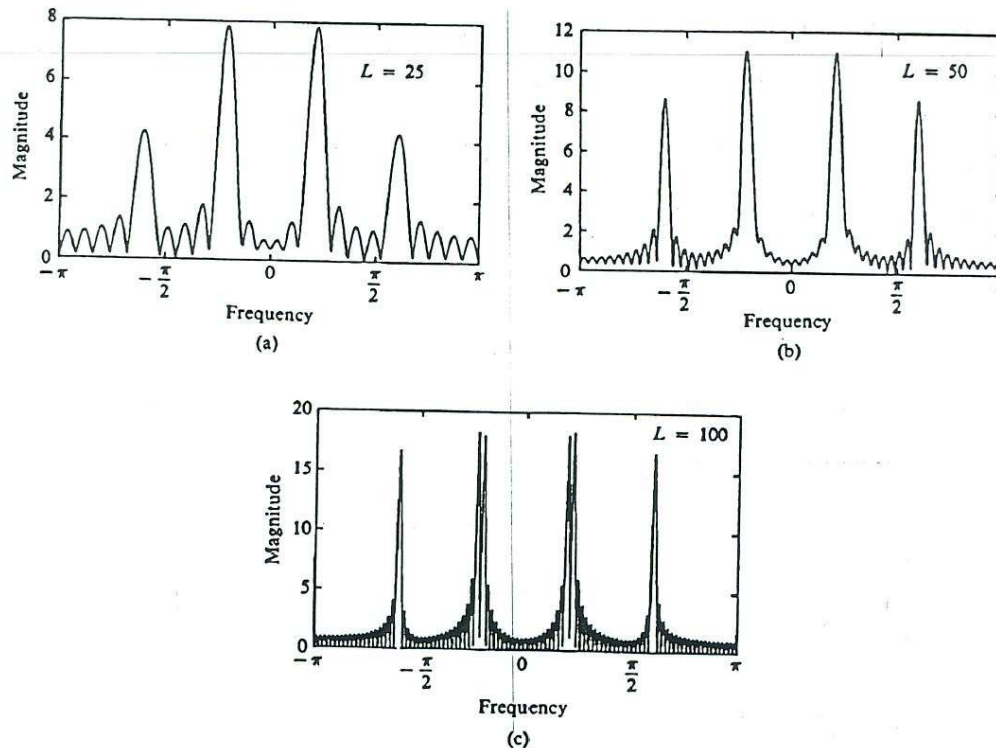 8
6
4
2
0
Magnitude
L = 25
−π
−π/2
0
π/2
π
Frequency
(a)
12
10
8
6
4
2
0
Magnitude
L = 50
−π
−π/2
0
π/2
Frequency
(b)
20
15
10
5
0
Magnitude
L = 100
−π
−π/2
0
π/2
π
Frequency
(c)